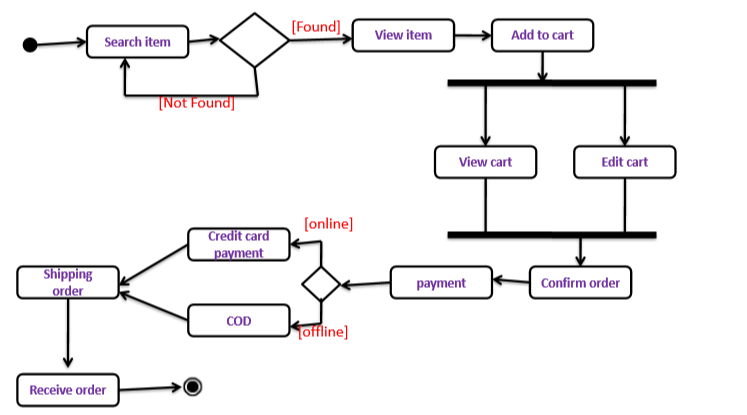 Search item
[Found]
View item
Add to cart
[Not Found]
View cart
Edit cart
[online]
Credit card
payment
Shipping
order
payment
Confirm order
COD
[offline]
Receive order